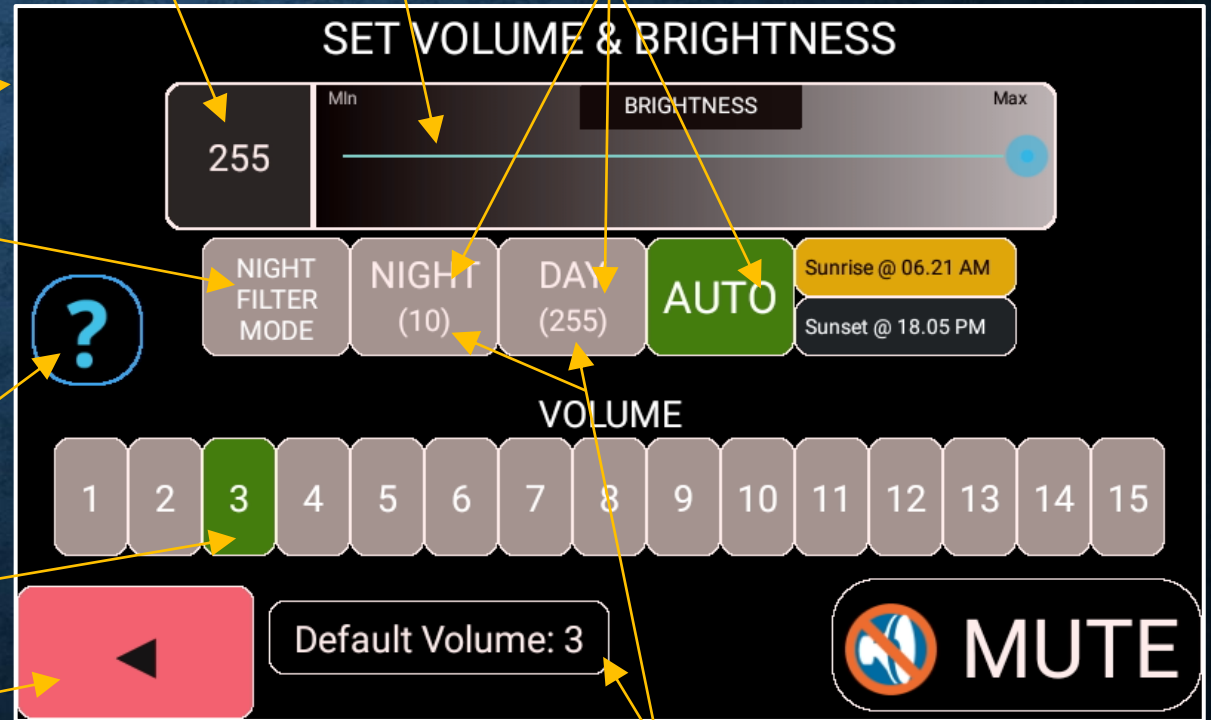 SET VOLUME & BRIGHTNESS
MIn
BRIGHTNESS
Max
255
NIGHT
FILTER
MODE
NIGHT
(10)
DAY
(255)
AUTO
Sunrise @ 06.21 AM
Sunset @ 18.05 PM
?
VOLUME
1 2 3 4 5 6 7 8 9 10 11 12 13 14 15
Default Volume: 3
MUTE